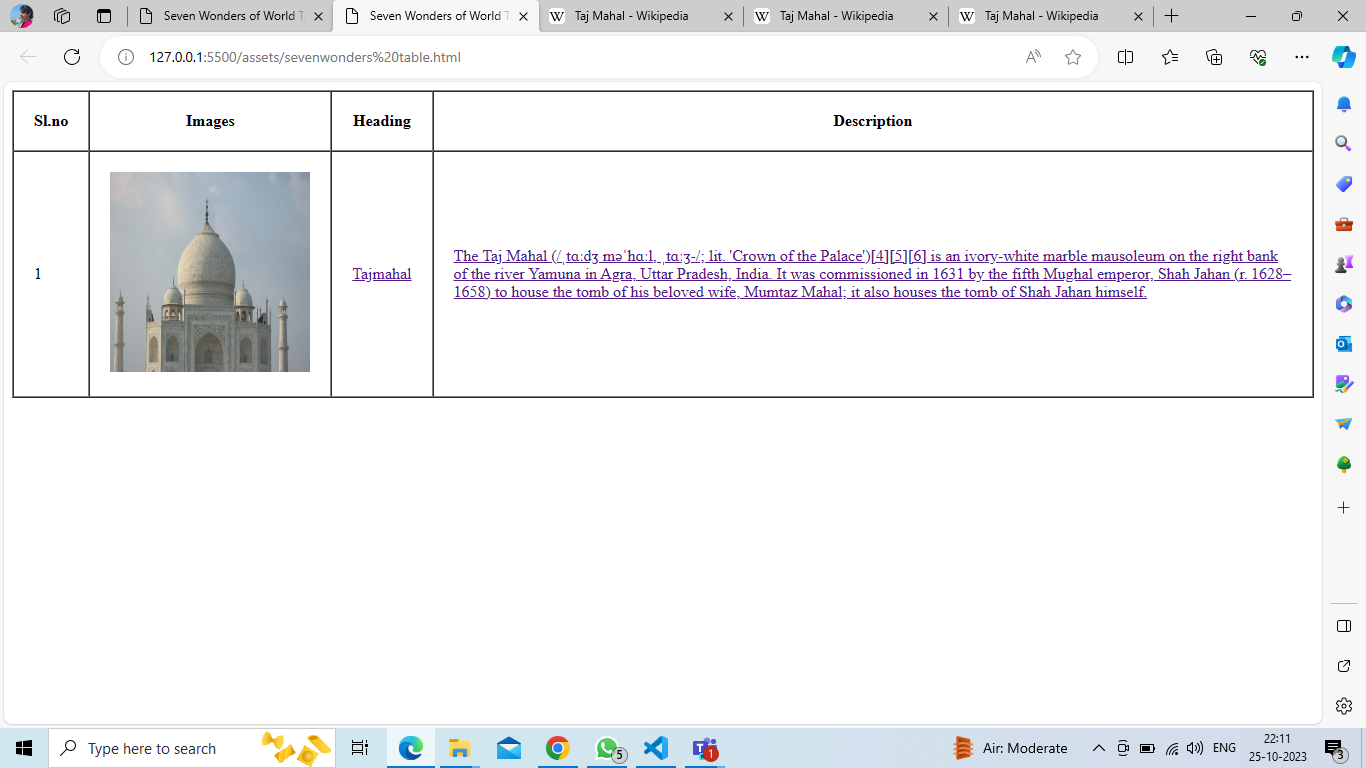 Seven Wonders of World T
Seven Wonders of World T
Taj Mahal - Wikipedia
Taj Mahal - Wikipedia
Taj Mahal - Wikipedia
127.0.0.1:5500/assets/sevenwonders%20table.html
Sl.no Images Heading Description
1 Tajmahal
The Taj Mahal (/ˌtɑːdʒ məˈhɑːl, ˌtɑːʒ-/; lit. 'Crown of the Palace')[4][5][6] is an ivory-white marble mausoleum on the right bank
of the river Yamuna in Agra, Uttar Pradesh, India. It was commissioned in 1631 by the fifth Mughal emperor, Shah Jahan (r. 1628–
1658) to house the tomb of his beloved wife, Mumtaz Mahal; it also houses the tomb of Shah Jahan himself.
Type here to search
5
1
Air: Moderate
ENG
22:11
25-10-2023
3